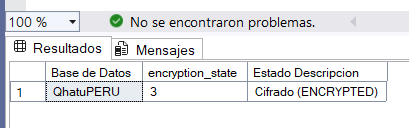 100 % No se encontraron problemas.
Resultados Mensajes
Base de Datos encryption_state Estado Descripcion
1 QhatuPERU 3 Cifrado (ENCRYPTED)